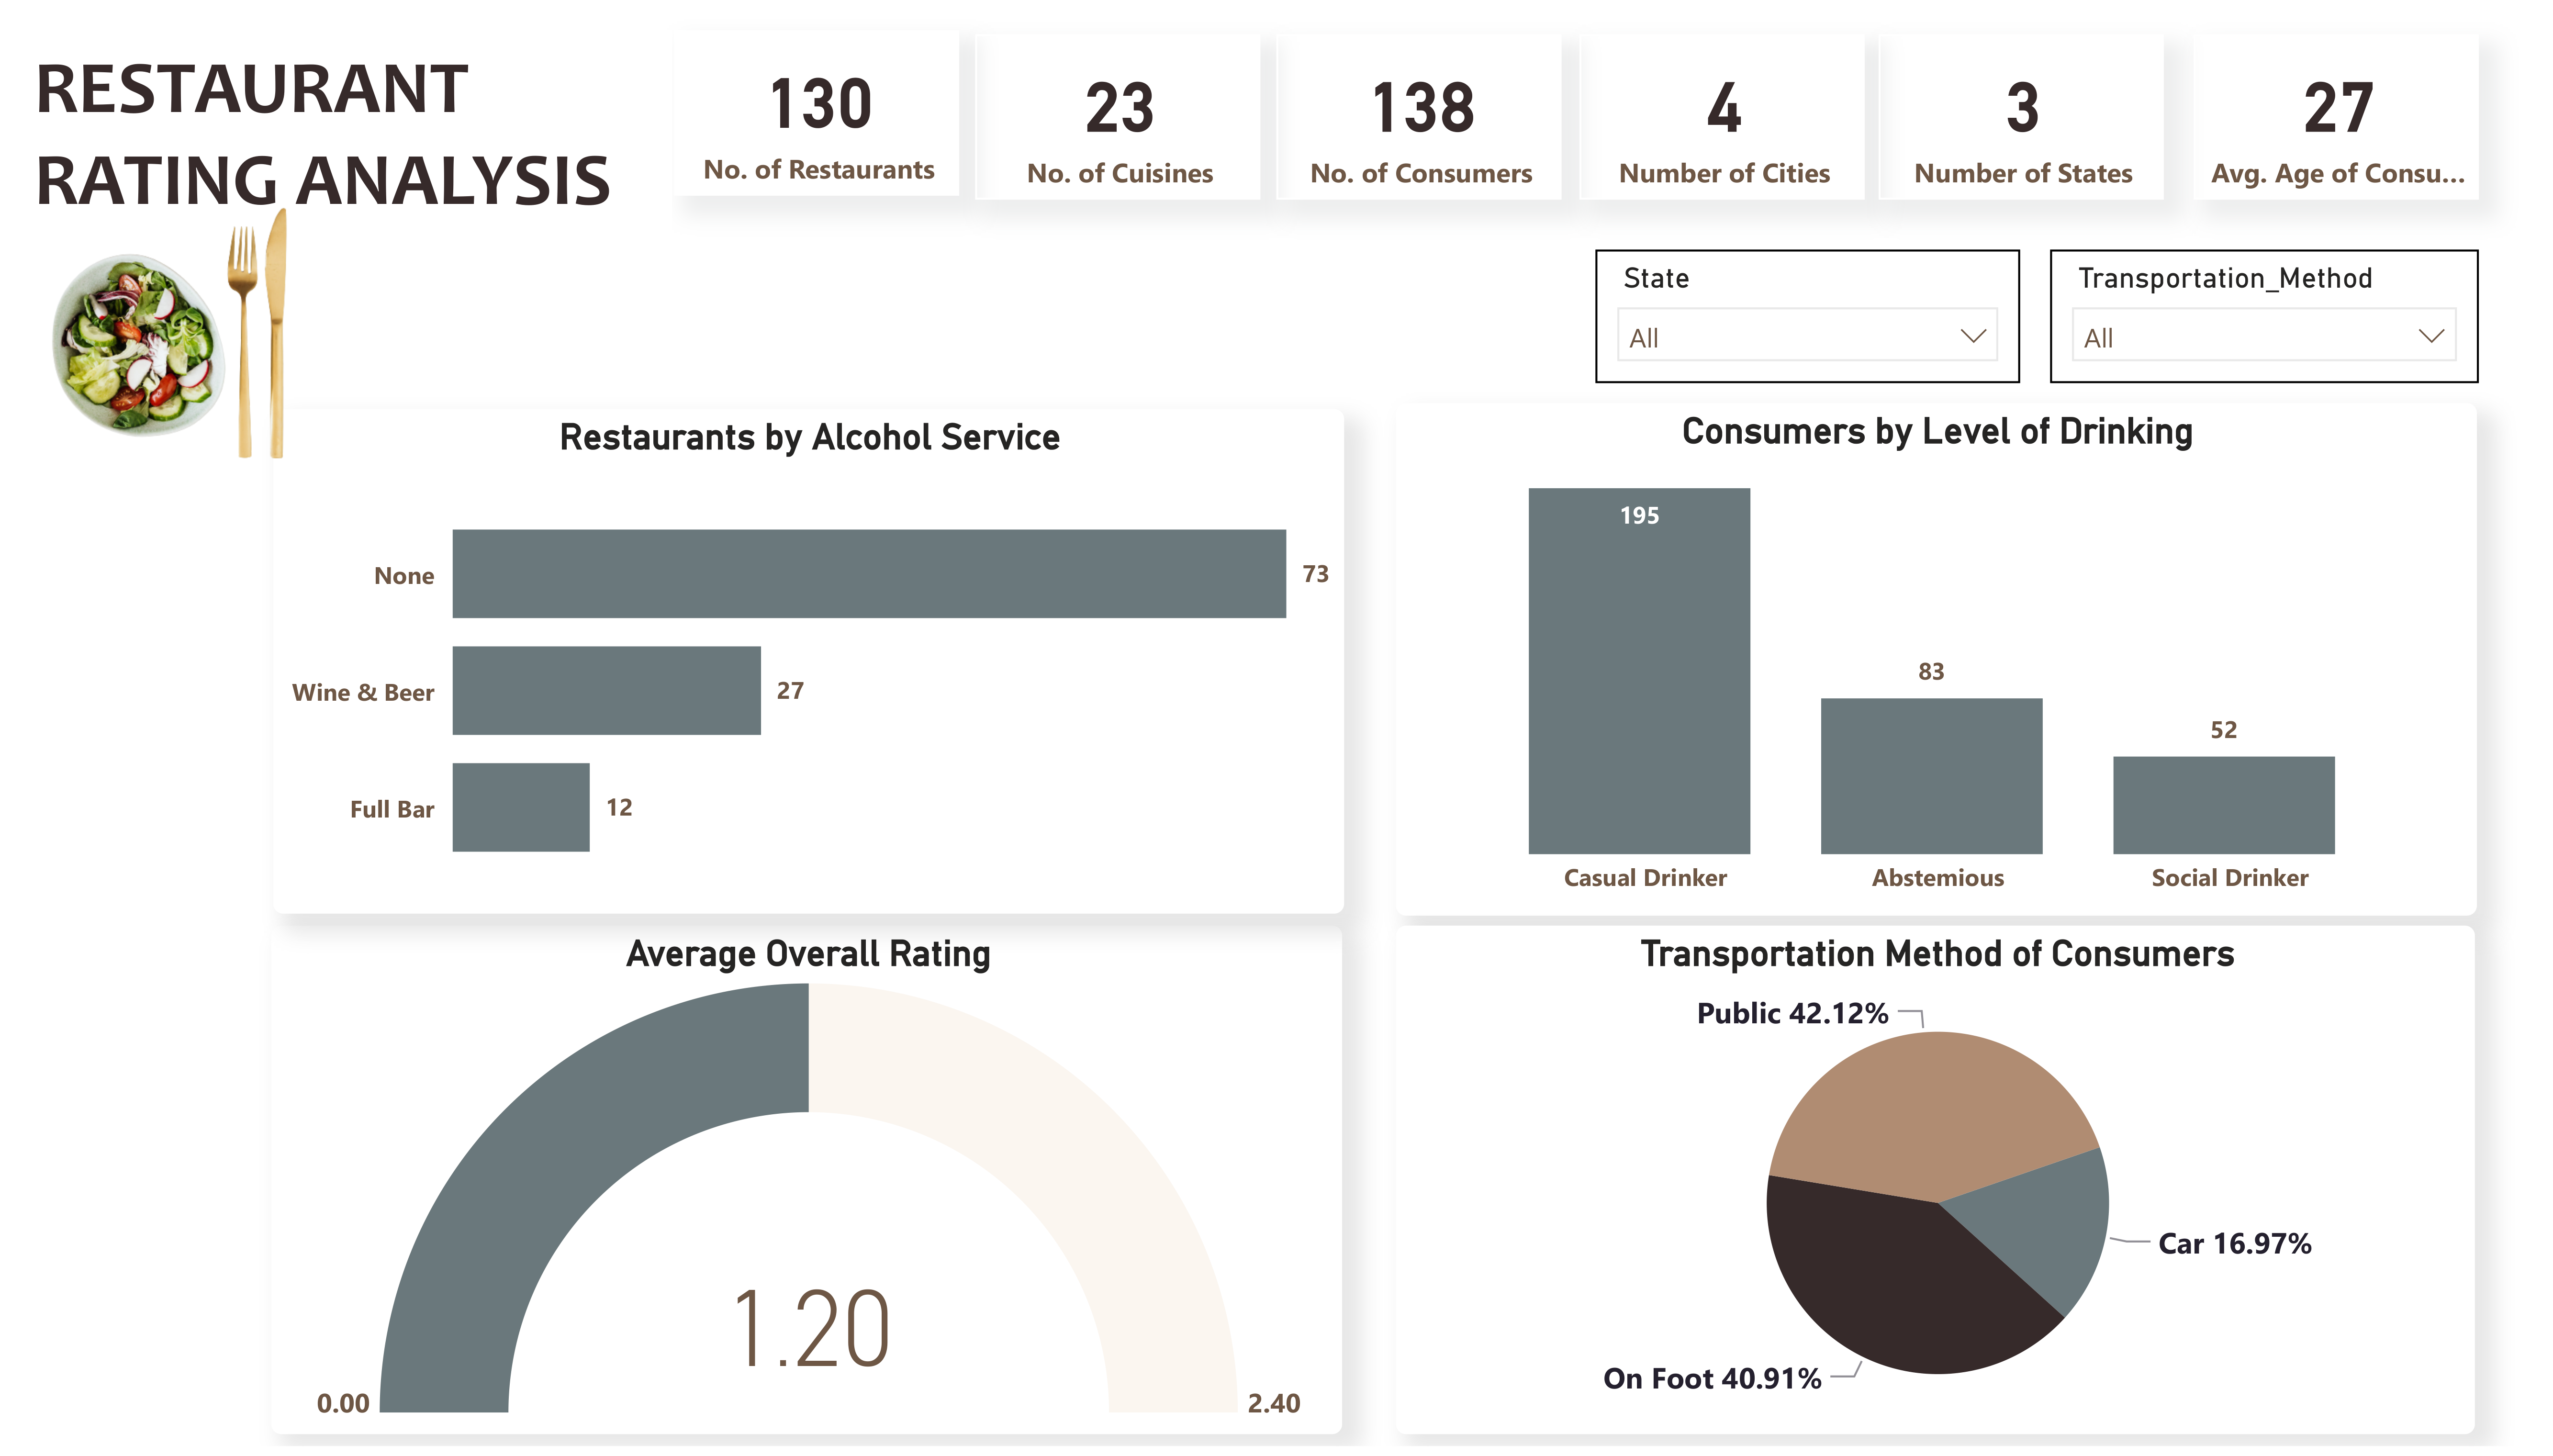 RESTAURANT
RATING ANALYSIS
130
No. of Restaurants
23
No. of Cuisines
138
No. of Consumers
4
Number of Cities
3
Number of States
27
Avg. Age of Consu...
State
All
Transportation_Method
All
Restaurants by Alcohol Service
None
73
Wine & Beer
27
Full Bar
12
Consumers by Level of Drinking
195
83
52
Casual Drinker
Abstemious
Social Drinker
Average Overall Rating
1.20
0.00
2.40
Transportation Method of Consumers
Public 42.12%
Car 16.97%
On Foot 40.91%